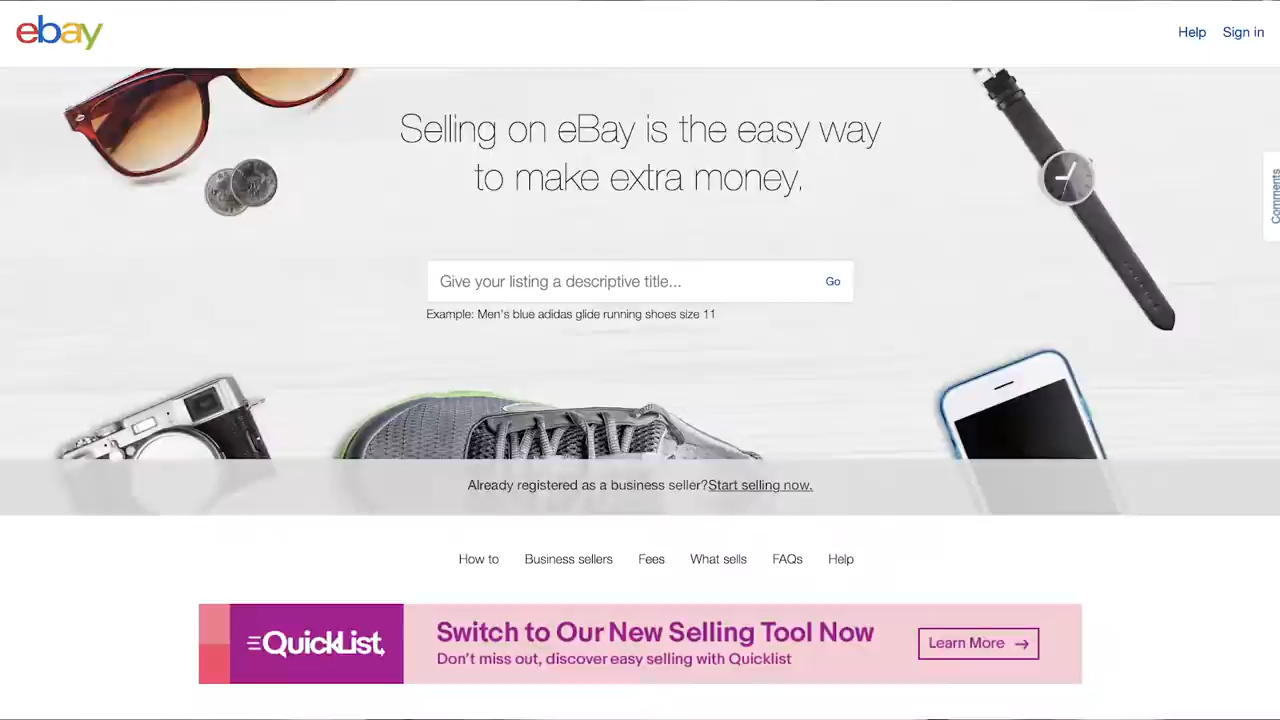 ebay
Help Sign in
Selling on eBay is the easy way
to make extra money.
Comments
Give your listing a descriptive title... Go
Example: Men's blue adidas glide running shoes size 11
Already registered as a business seller?Start selling now.
How to Business sellers Fees What sells FAQs Help
QuickList
Switch to Our New Selling Tool Now
Don't miss out, discover easy selling with Quicklist
Learn More →